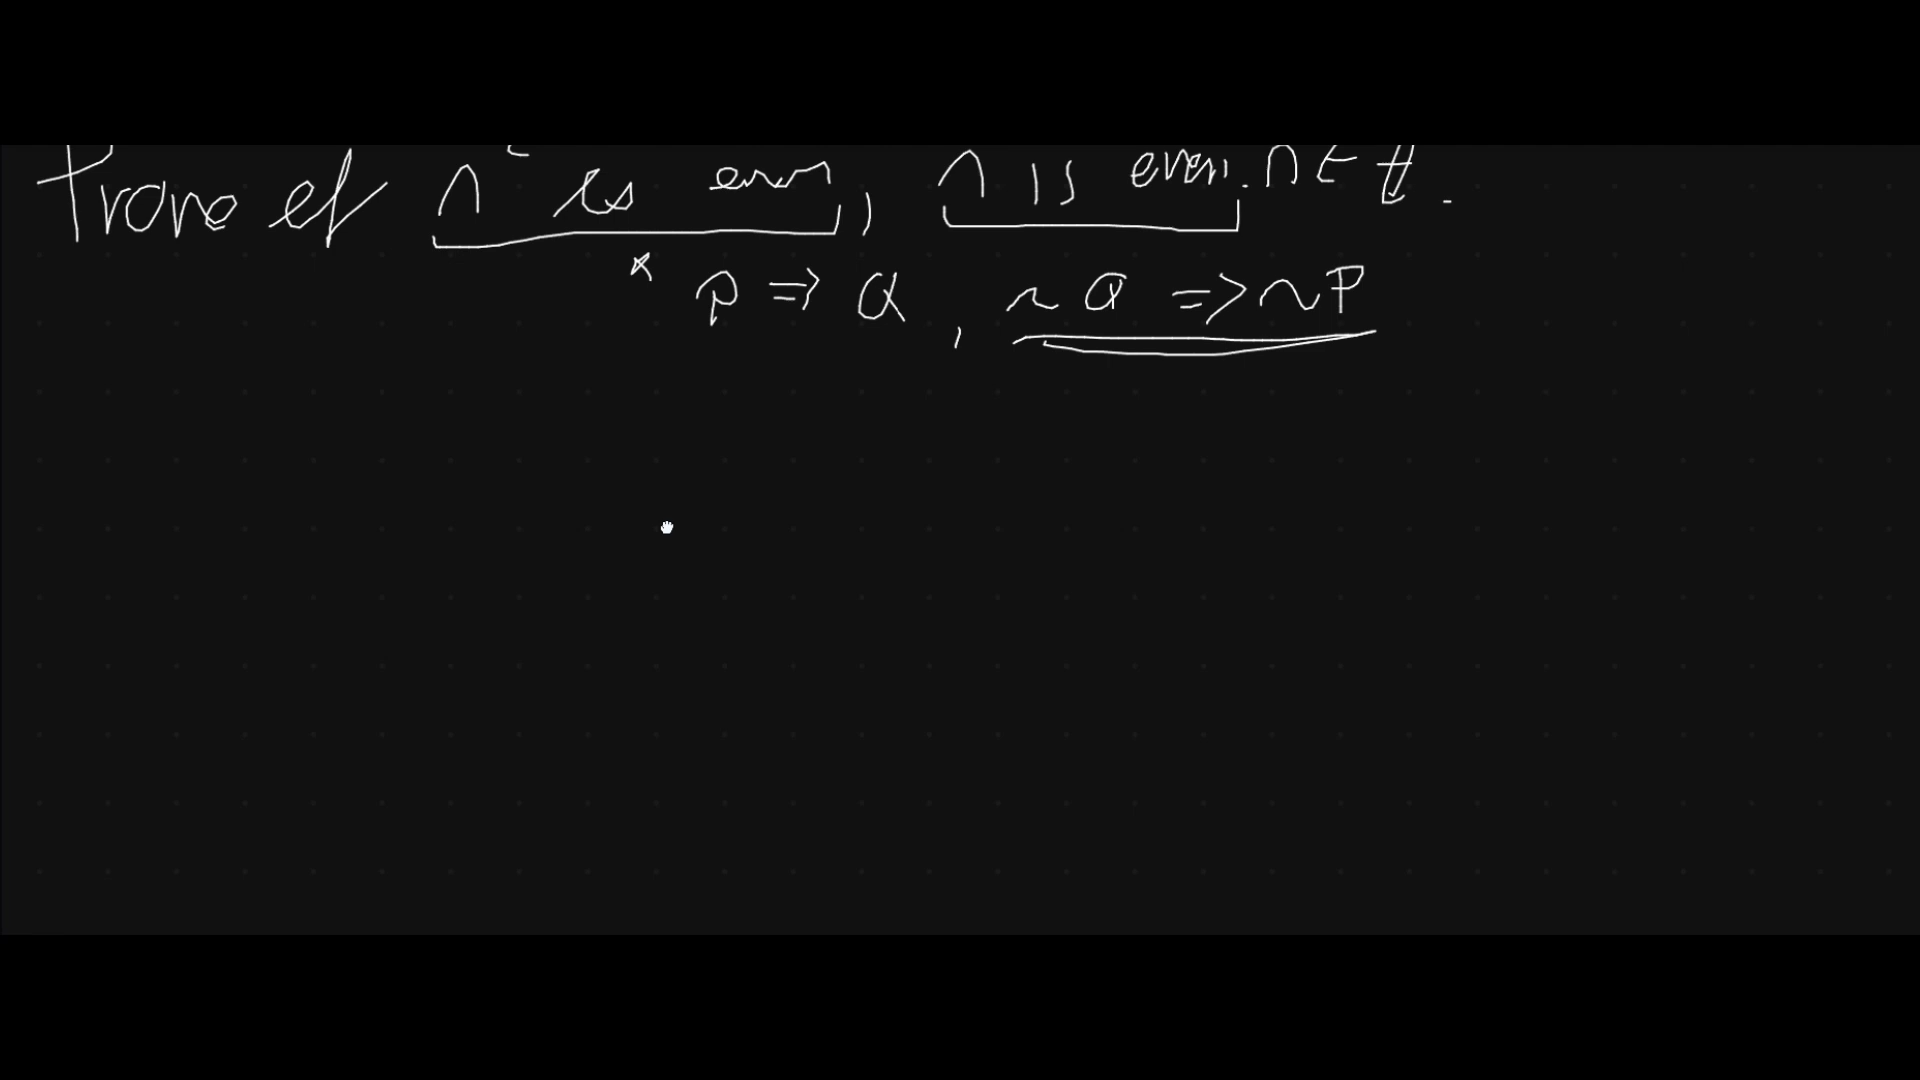 Prove if n² is even, n is even. n ∈ Z.
* P => Q, ~Q => ~P